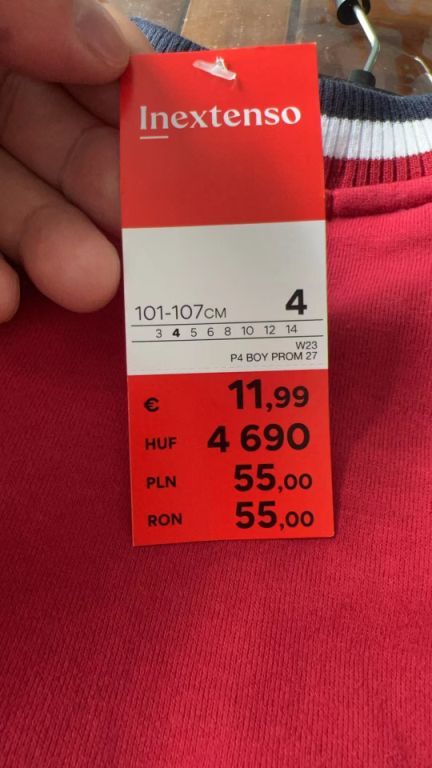 Inextenso
101-107CM 4
3 4 5 6 8 10 12 14
W23
P4 BOY PROM 27
€ 11,99
HUF 4 690
PLN 55,00
RON 55,00